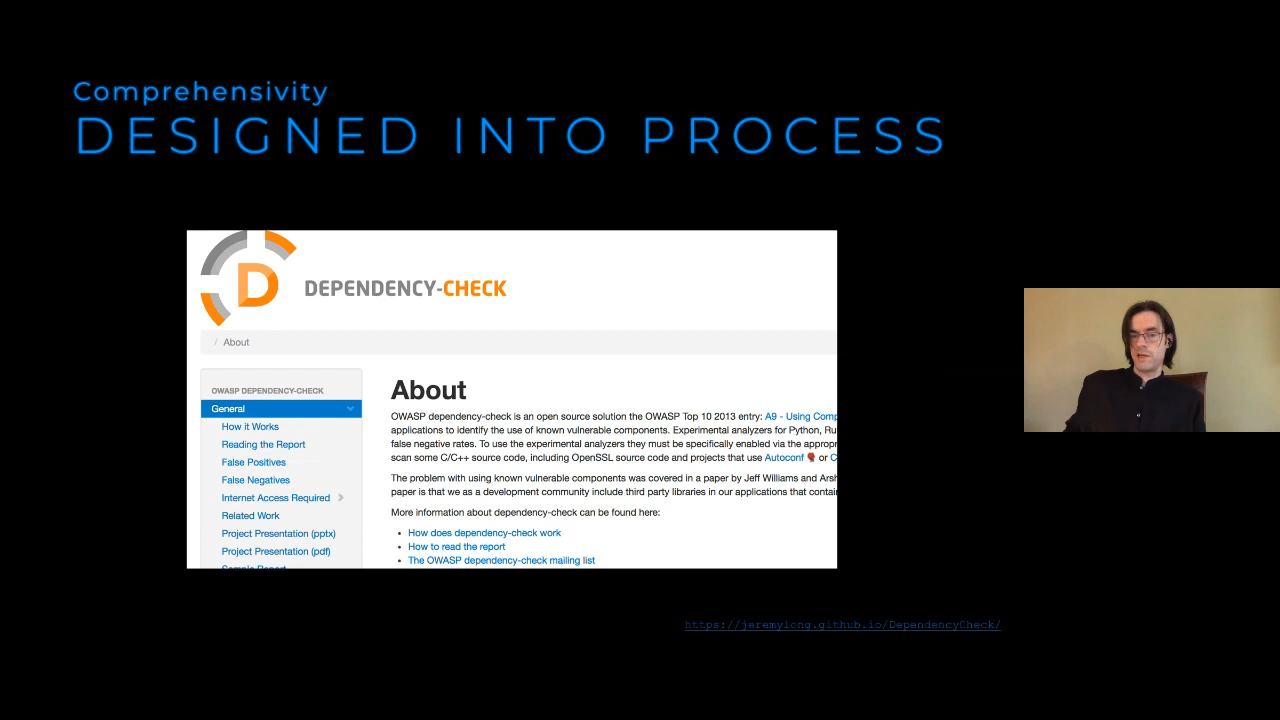 Comprehensivity
DESIGNED INTO PROCESS
D
DEPENDENCY-CHECK
/ About
OWASP DEPENDENCY-CHECK
General
How it Works
Reading the Report
False Positives
False Negatives
Internet Access Required
Related Work
Project Presentation (pptx)
Project Presentation (pdf)
Sample Report
About
OWASP dependency-check is an open source solution the OWASP Top 10 2013 entry: A9 - Using Comp
applications to identify the use of known vulnerable components. Experimental analyzers for Python, Ru
false negative rates. To use the experimental analyzers they must be specifically enabled via the appropr
scan some C/C++ source code, including OpenSSL source code and projects that use Autoconf or C
The problem with using known vulnerable components was covered in a paper by Jeff Williams and Arsh
paper is that we as a development community include third party libraries in our applications that contain
More information about dependency-check can be found here:
• How does dependency-check work
• How to read the report
• The OWASP dependency-check mailing list
https://jeremylong.github.io/DependencyCheck/